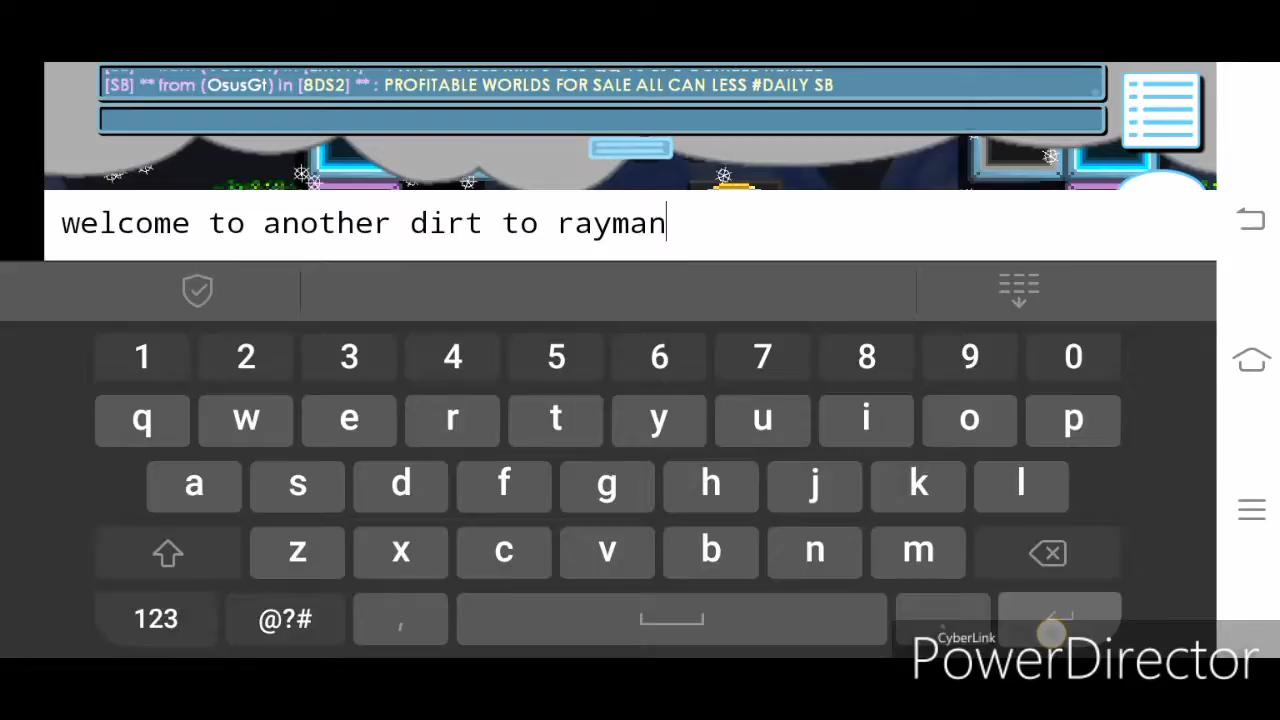 [SB] ** from (OsusGt) in [8DS2] ** : PROFITABLE WORLDS FOR SALE ALL CAN LESS #DAILY SB
welcome to another dirt to rayman
1 2 3 4 5 6 7 8 9 0
q w e r t y u i o p
a s d f g h j k l
z x c v b n m
123 @?# , .
CyberLink
PowerDirector